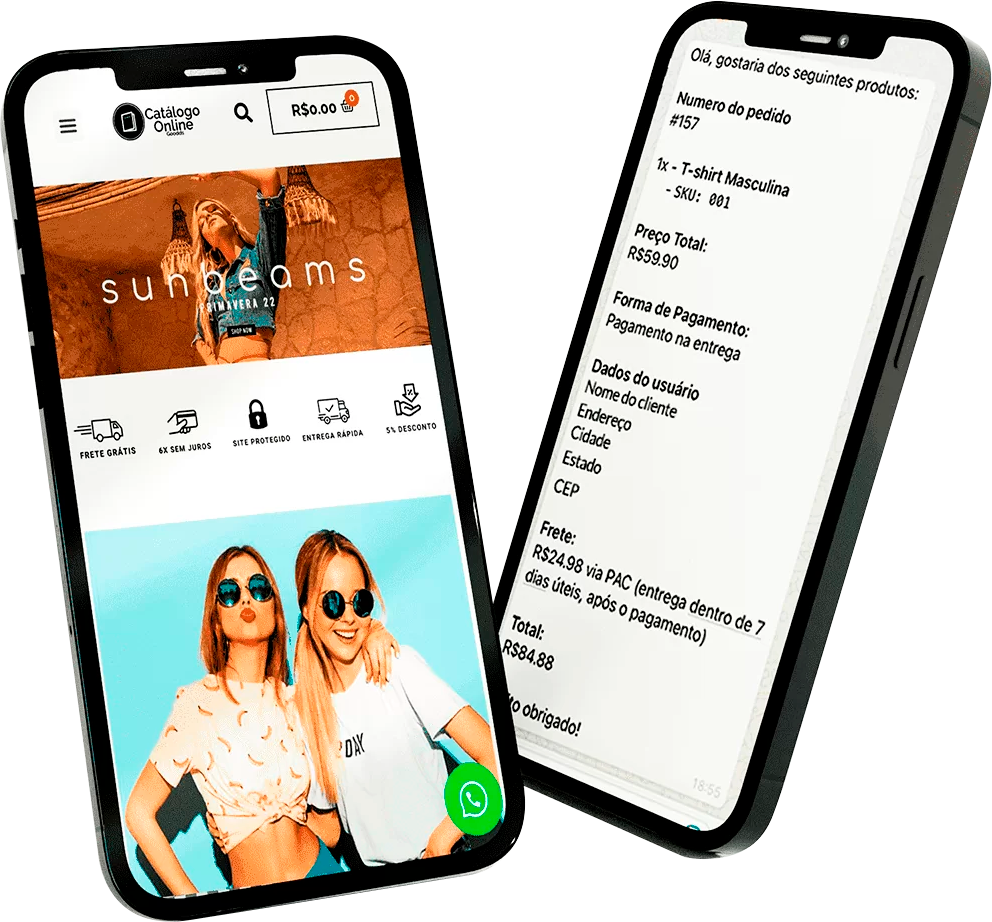 Catálogo
Online
R$0.00
0
sunbeams
PRIMAVERA 22
SHOP NOW
FRETE GRÁTIS
6X SEM JUROS
SITE PROTEGIDO
ENTREGA RÁPIDA
5% DESCONTO
DAY
Olá, gostaria dos seguintes produtos:
Numero do pedido
#157
1x - T-shirt Masculina
- SKU: 001
Preço Total:
R$59.90
Forma de Pagamento:
Pagamento na entrega
Dados do usuário
Nome do cliente
Endereço
Cidade
Estado
CEP
Frete:
R$24.98 via PAC (entrega dentro de 7
dias úteis, após o pagamento)
Total:
R$84.88
obrigado!
18:55